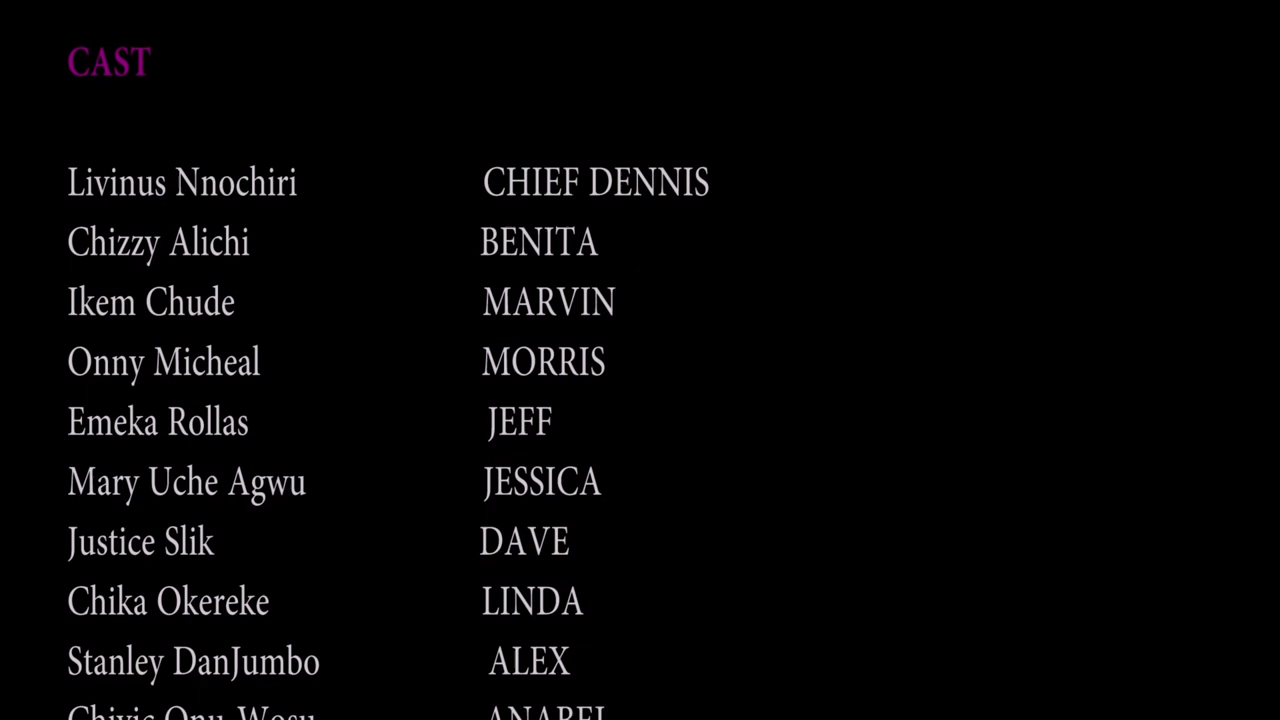 CAST
Livinus Nnochiri CHIEF DENNIS
Chizzy Alichi BENITA
Ikem Chude MARVIN
Onny Micheal MORRIS
Emeka Rollas JEFF
Mary Uche Agwu JESSICA
Justice Slik DAVE
Chika Okereke LINDA
Stanley DanJumbo ALEX